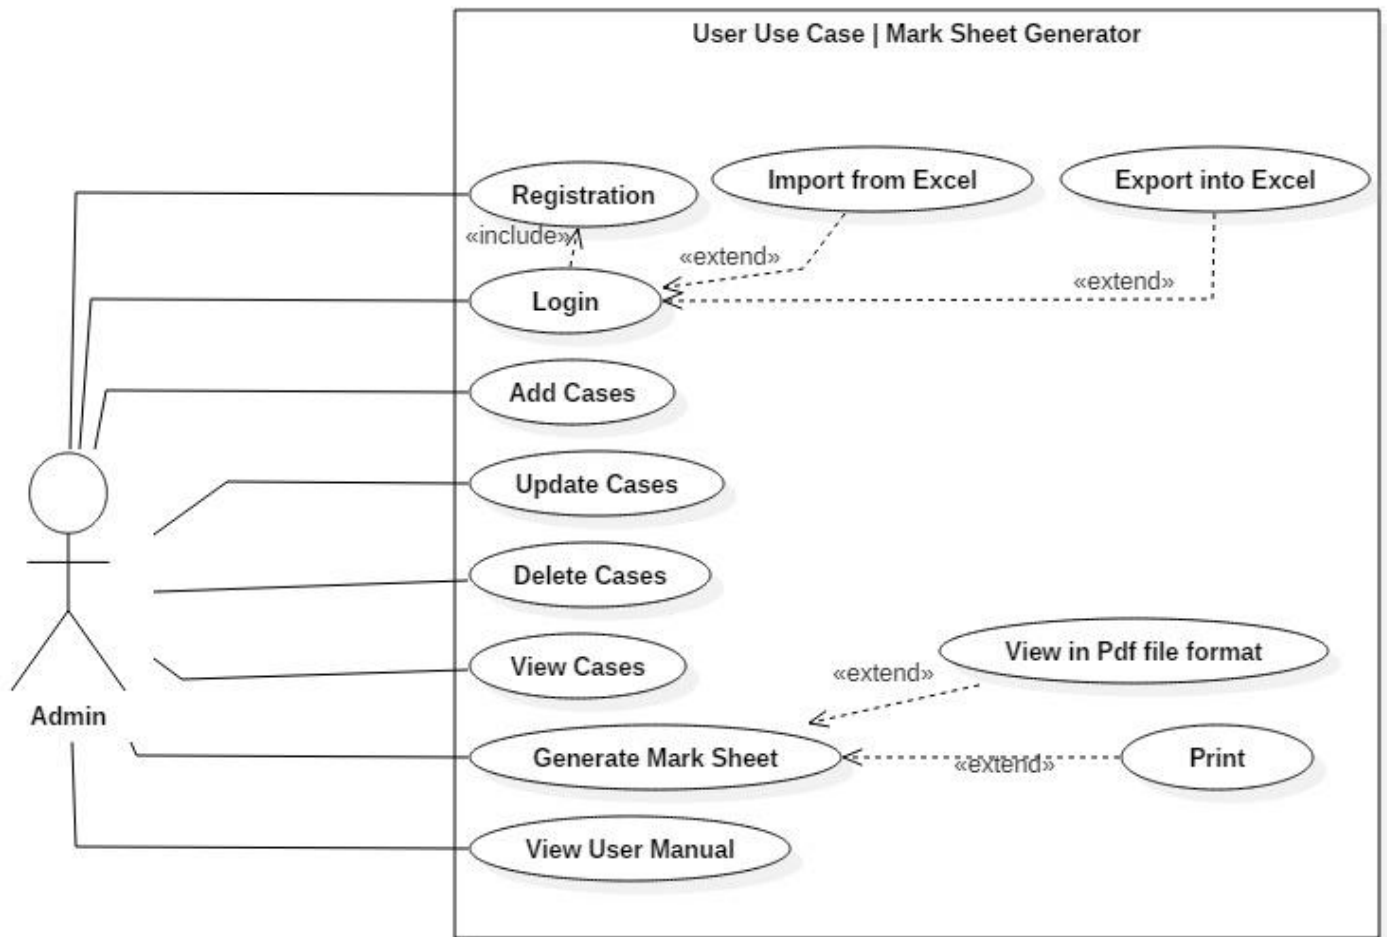 User Use Case | Mark Sheet Generator
Registration
Import from Excel
Export into Excel
«include»
«extend»
«extend»
Login
Add Cases
Update Cases
Delete Cases
View Cases
View in Pdf file format
«extend»
Admin
Generate Mark Sheet
«extend»
Print
View User Manual